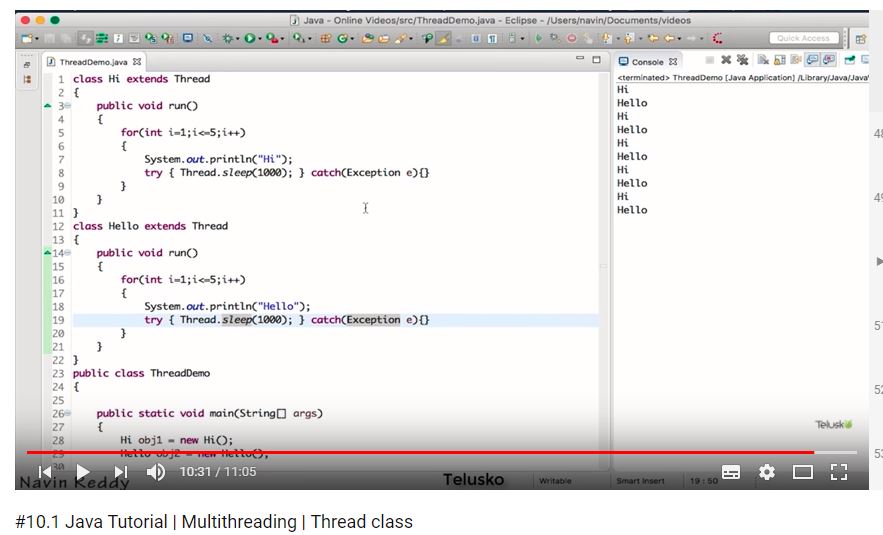 Java - Online Videos/src/ThreadDemo.java - Eclipse - /Users/navin/Documents/videos
Quick Access
ThreadDemo.java
Console
<terminated> ThreadDemo [Java Application] /Library/Java/Java
1 class Hi extends Thread
2 {
3 public void run()
4 {
5 for(int i=1;i<=5;i++)
6 {
7 System.out.println("Hi");
8 try { Thread.sleep(1000); } catch(Exception e){}
9 }
10 }
11 }
12 class Hello extends Thread
13 {
14 public void run()
15 {
16 for(int i=1;i<=5;i++)
17 {
18 System.out.println("Hello");
19 try { Thread.sleep(1000); } catch(Exception e){}
20 }
21 }
22 }
23 public class ThreadDemo
24 {
25
26 public static void main(String[] args)
27 {
28 Hi obj1 = new Hi();
29 Hello obj2 = new Hello();
30
Hi
Hello
Hi
Hello
Hi
Hello
Hi
Hello
Hi
Hello
Telusko
10:31 / 11:05
Navin Reddy
Telusko
Writable
Smart Insert
19 : 50
#10.1 Java Tutorial | Multithreading | Thread class